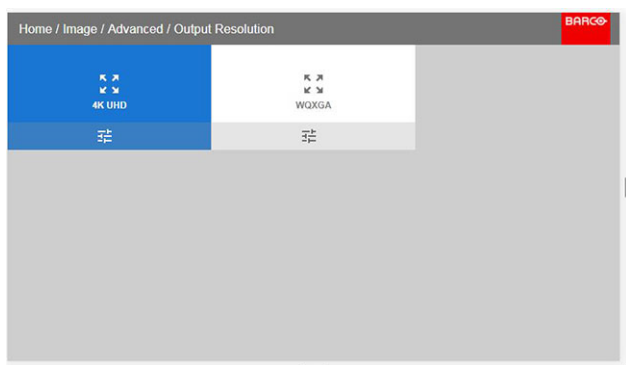 Home / Image / Advanced / Output Resolution
BARCO
4K UHD
WQXGA